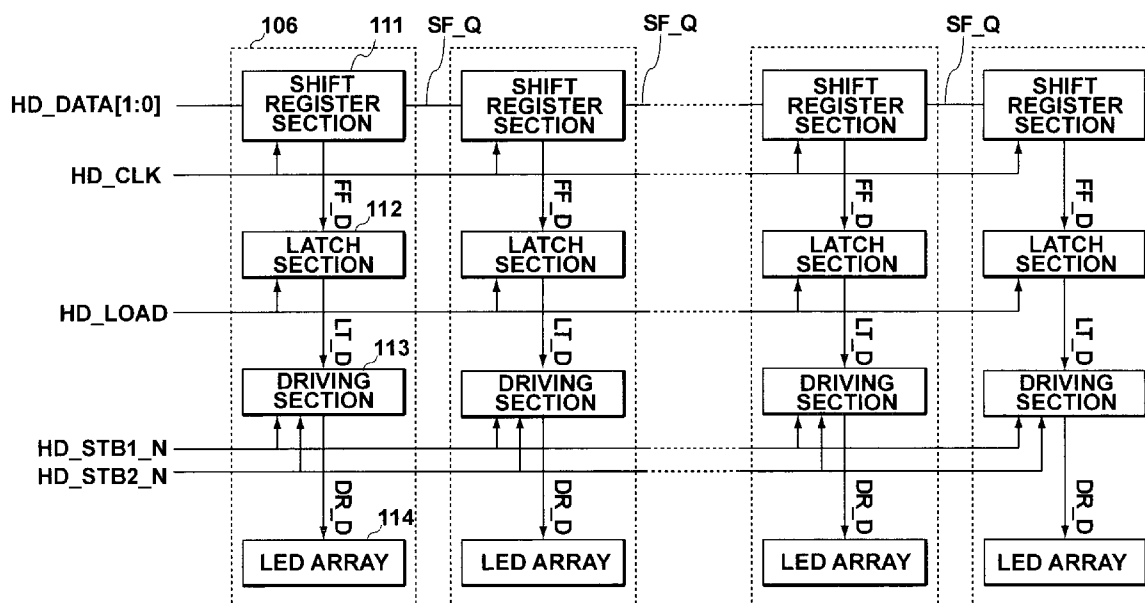 106
111
SF_Q
SF_Q
SF_Q
HD_DATA[1:0]
SHIFT
REGISTER
SECTION
SHIFT
REGISTER
SECTION
SHIFT
REGISTER
SECTION
SHIFT
REGISTER
SECTION
HD_CLK
FF_D
FF_D
FF_D
FF_D
112
LATCH
SECTION
LATCH
SECTION
LATCH
SECTION
LATCH
SECTION
HD_LOAD
LT_D
LT_D
LT_D
LT_D
113
DRIVING
SECTION
DRIVING
SECTION
DRIVING
SECTION
DRIVING
SECTION
HD_STB1_N
HD_STB2_N
DR_D
DR_D
DR_D
DR_D
114
LED ARRAY
LED ARRAY
LED ARRAY
LED ARRAY